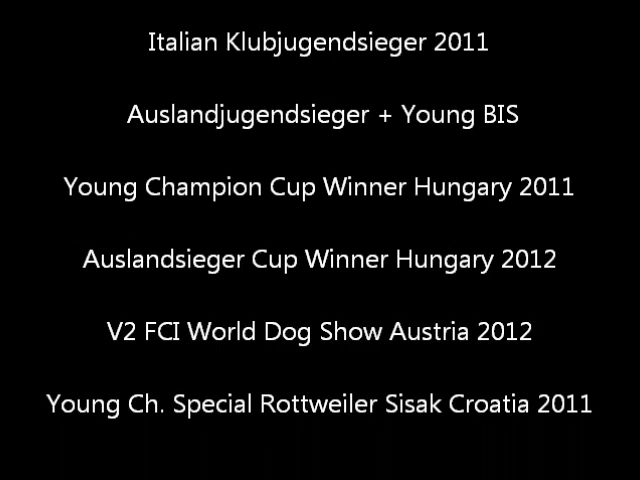 Italian Klubjugendsieger 2011
Auslandjugendsieger + Young BIS
Young Champion Cup Winner Hungary 2011
Auslandsieger Cup Winner Hungary 2012
V2 FCI World Dog Show Austria 2012
Young Ch. Special Rottweiler Sisak Croatia 2011